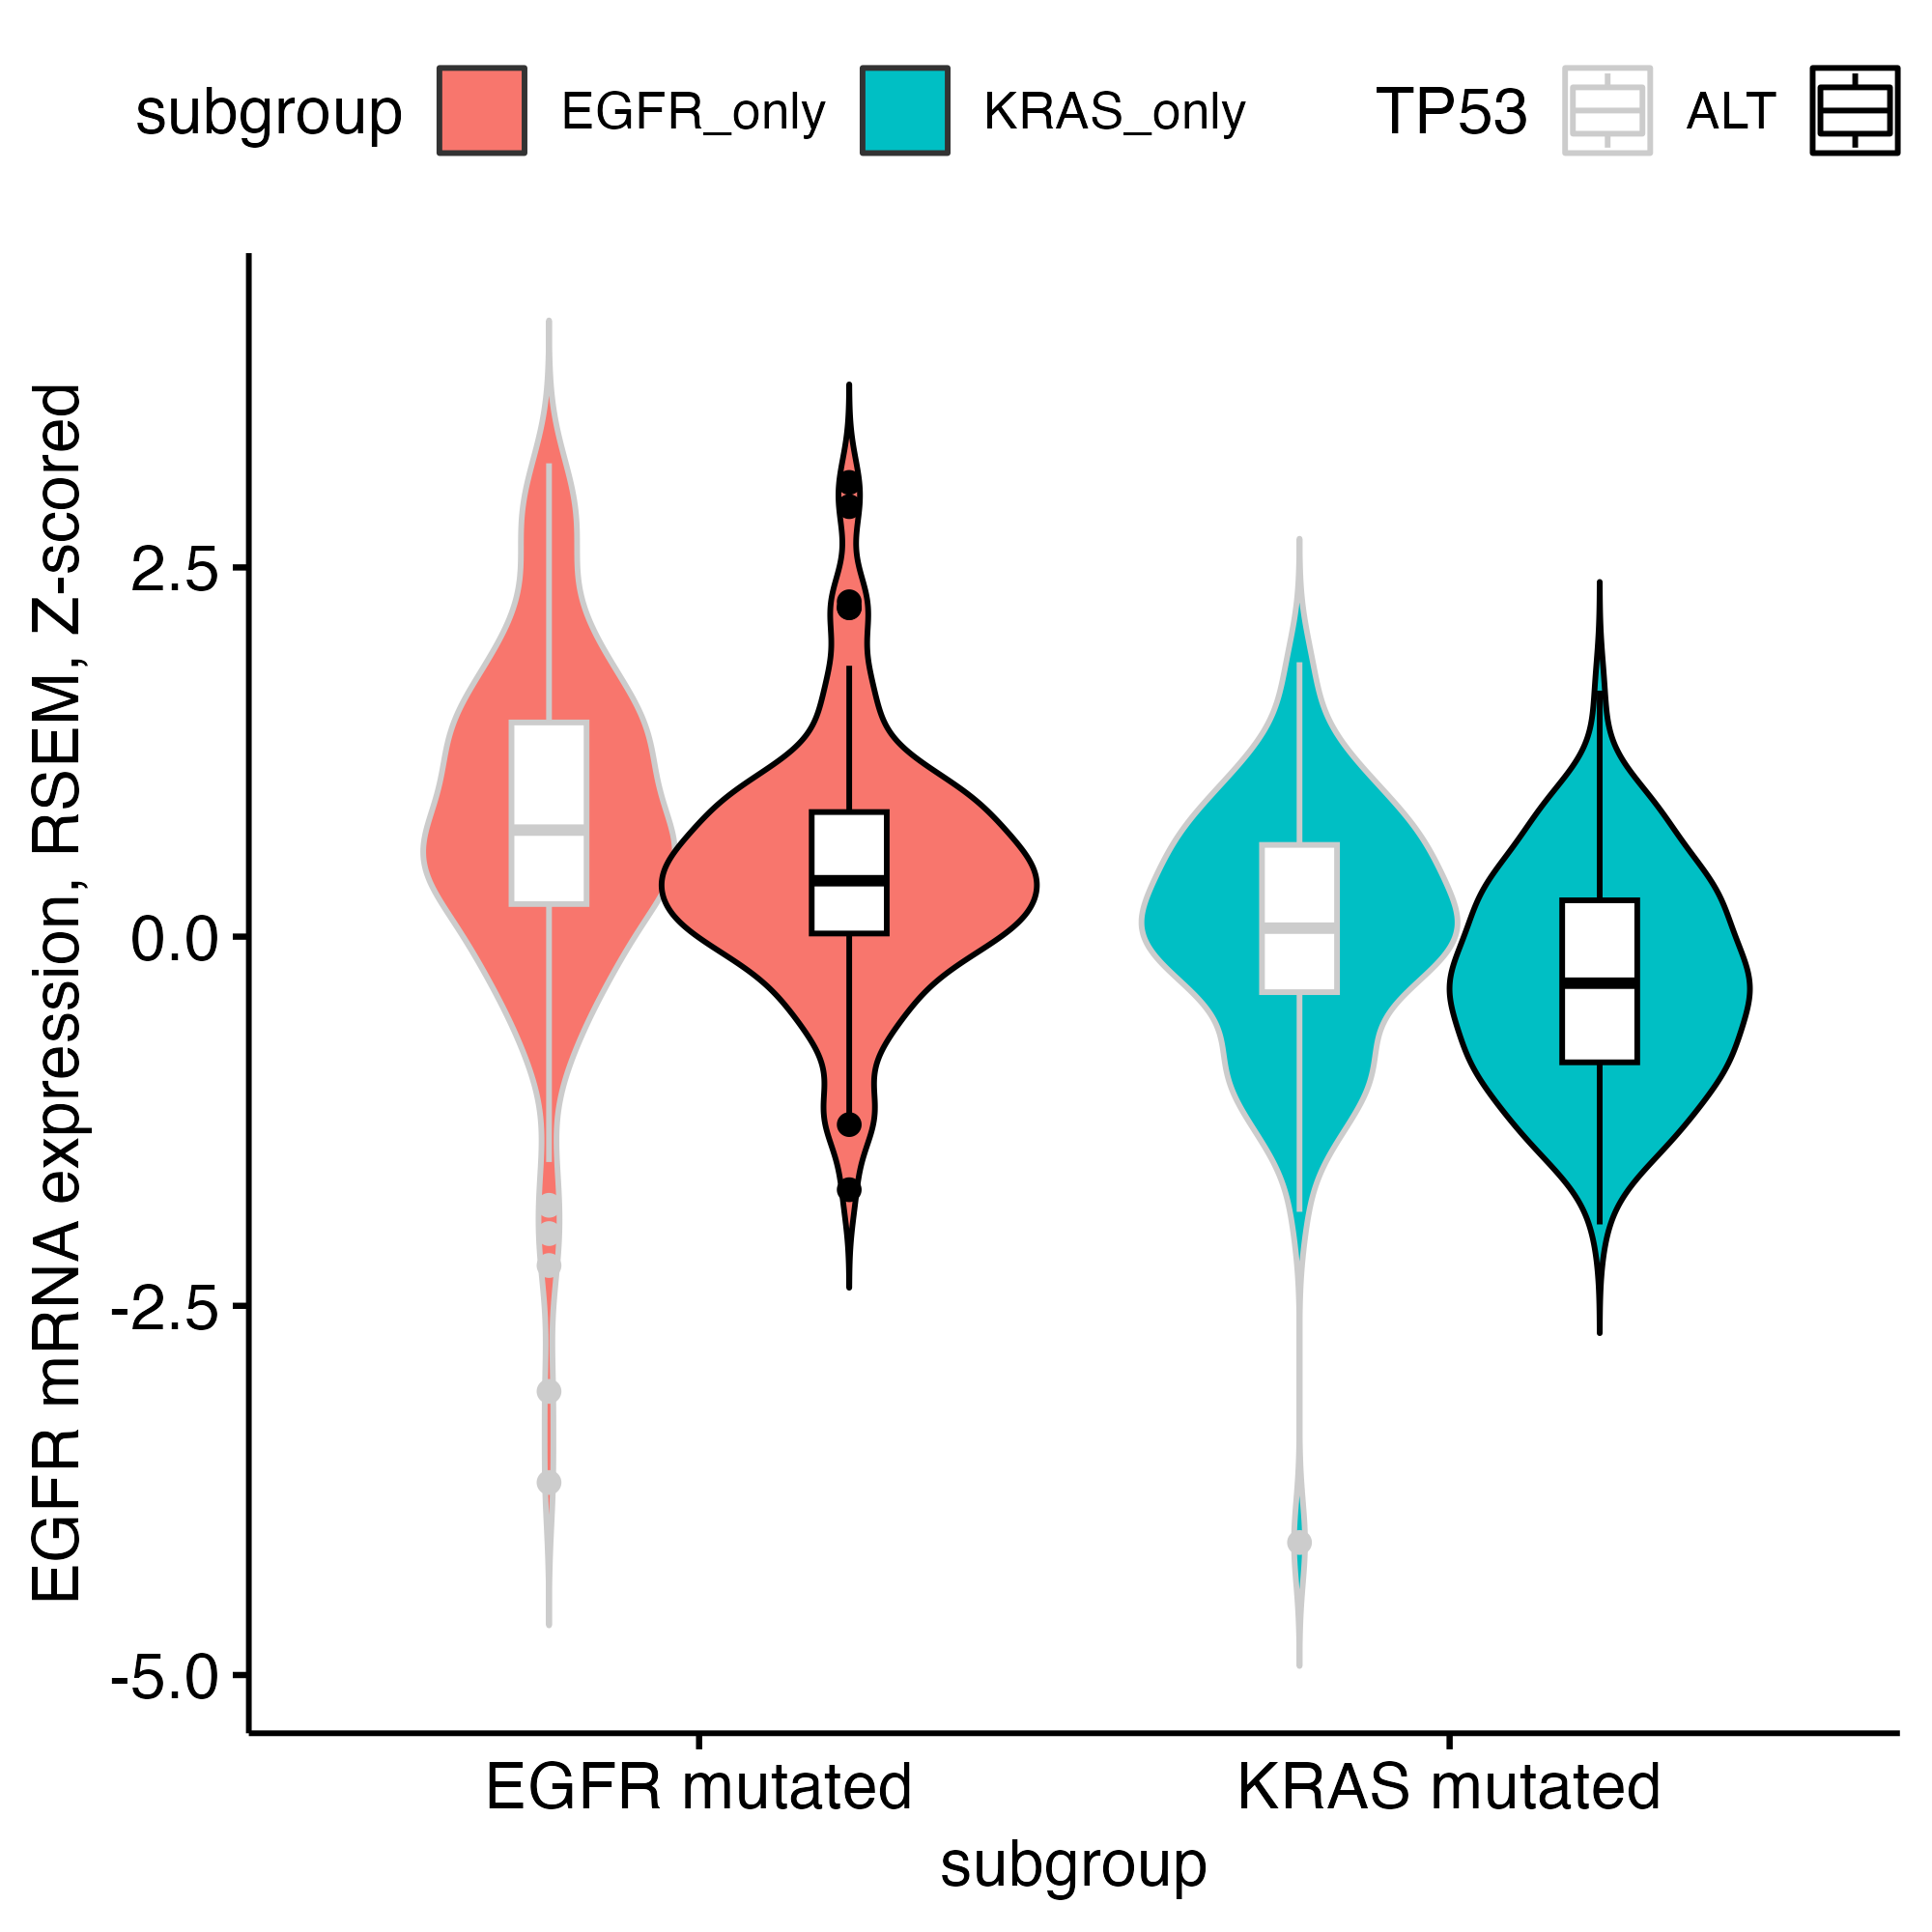 subgroup EGFR_only KRAS_only TP53 ALT
EGFR mRNA expression, RSEM, Z-scored
2.5
0.0
-2.5
-5.0
EGFR mutated KRAS mutated
subgroup